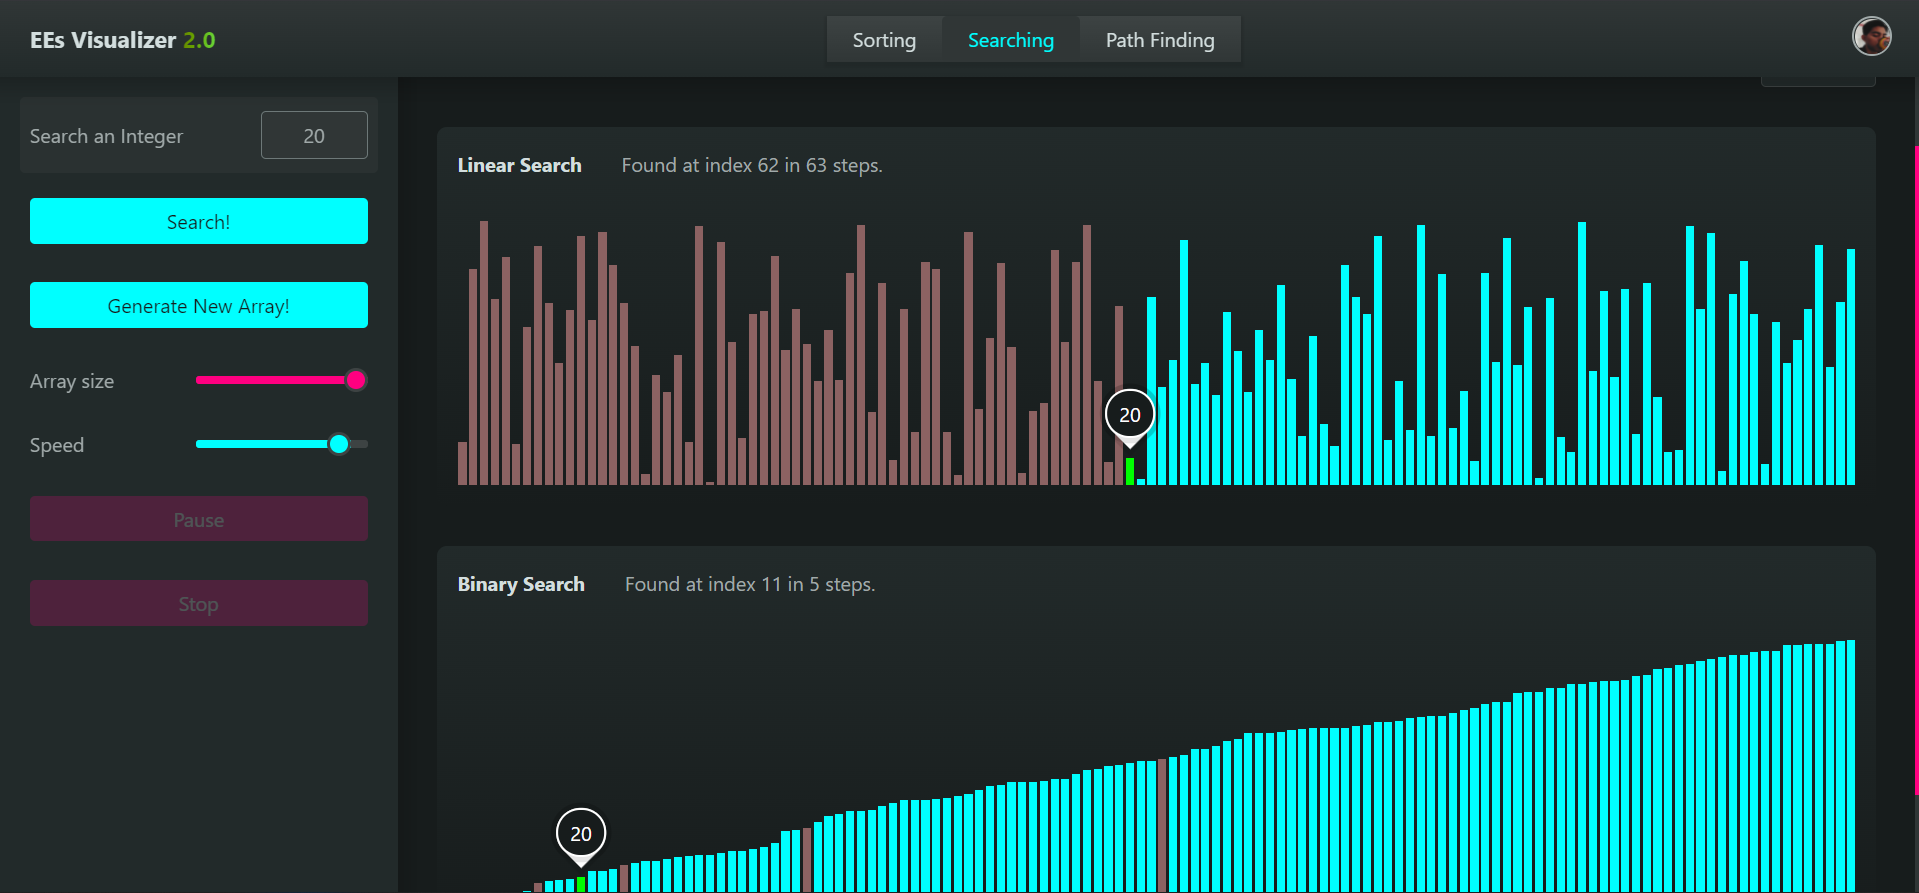 EEs Visualizer 2.0
Sorting
Searching
Path Finding
Search an Integer
20
Search!
Generate New Array!
Array size
Speed
Pause
Stop
Linear Search
Found at index 62 in 63 steps.
20
Binary Search
Found at index 11 in 5 steps.
20